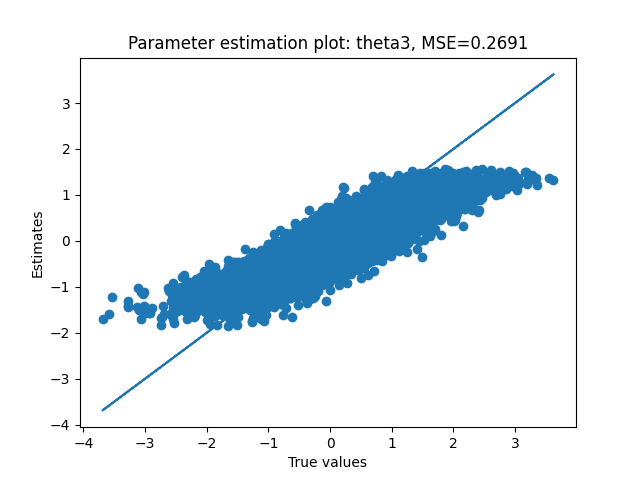 Parameter estimation plot: theta3, MSE=0.2691
3
2
1
0
−1
−2
−3
−4
Estimates
−4 −3 −2 −1 0 1 2 3
True values